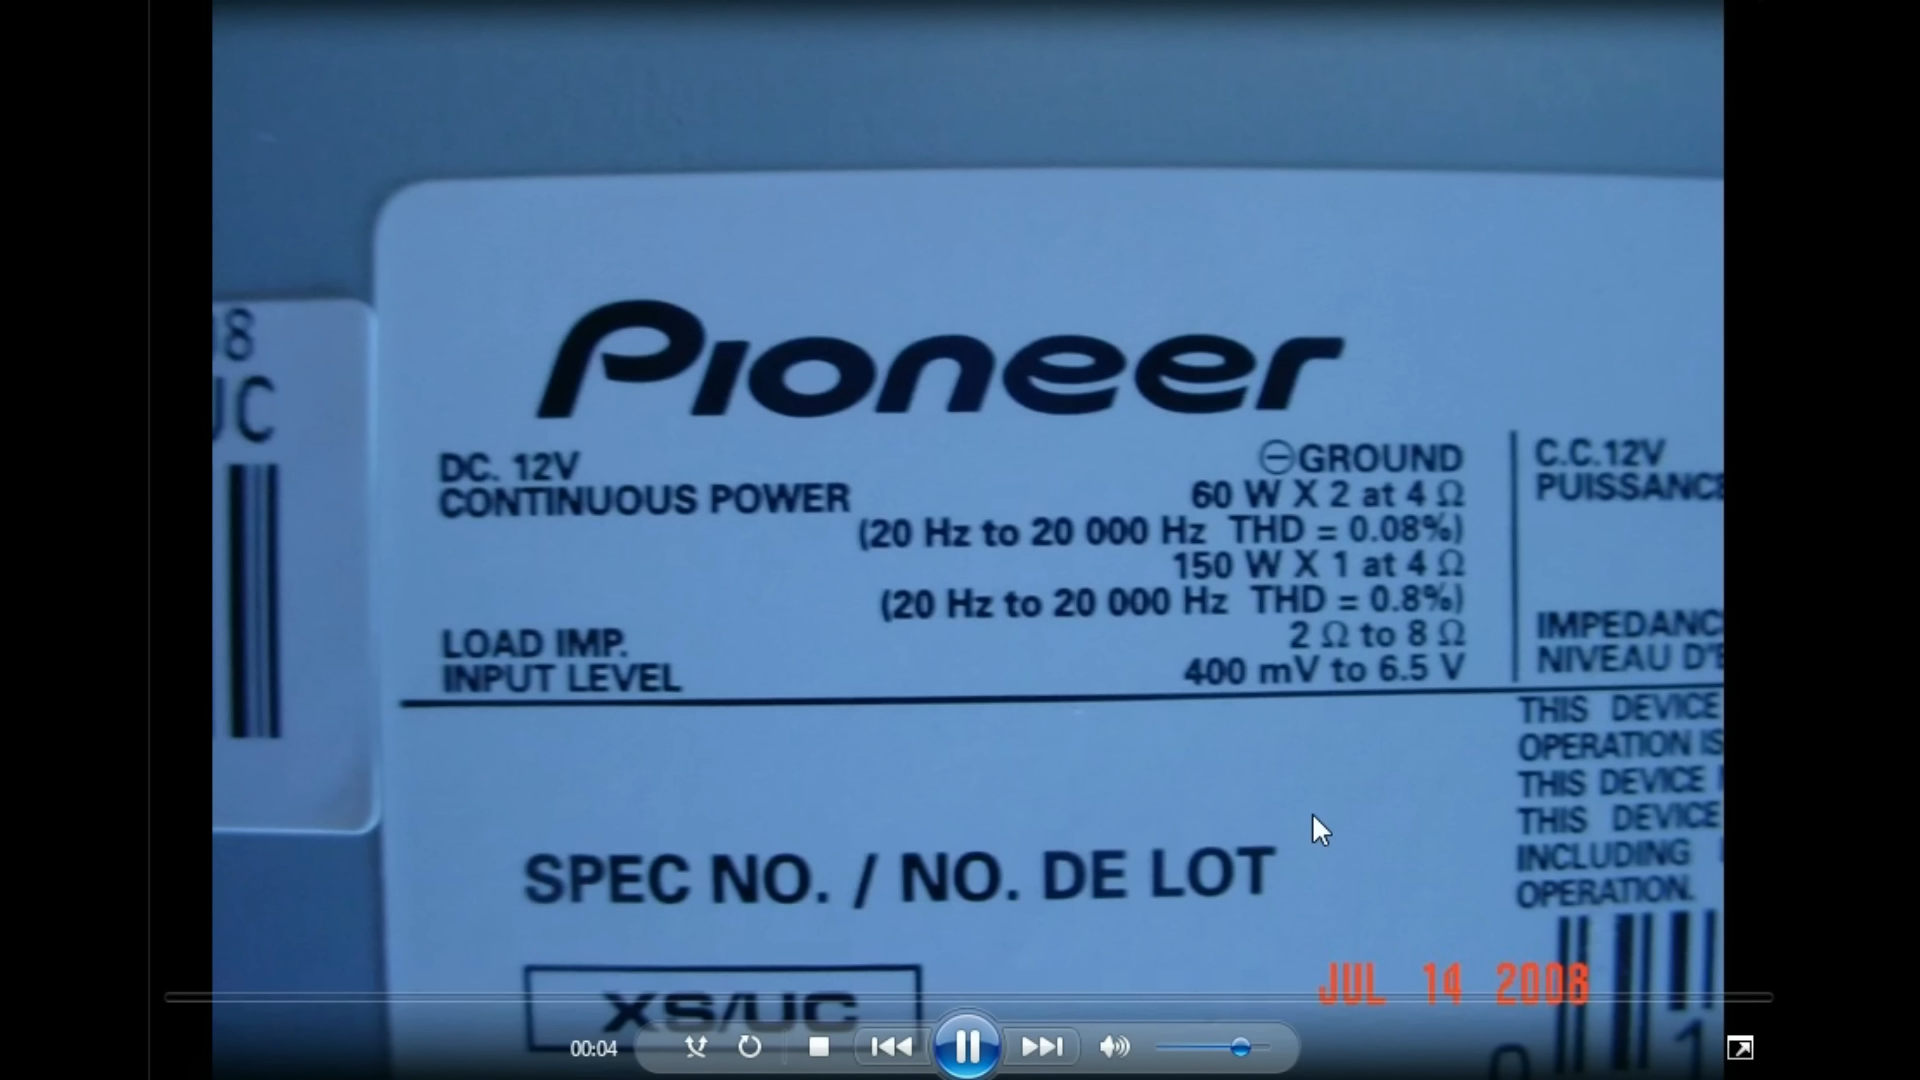 8
UC
Pioneer
DC. 12V
⊖GROUND
CONTINUOUS POWER
60 W X 2 at 4 Ω
(20 Hz to 20 000 Hz THD = 0.08%)
150 W X 1 at 4 Ω
(20 Hz to 20 000 Hz THD = 0.8%)
LOAD IMP.
2 Ω to 8 Ω
INPUT LEVEL
400 mV to 6.5 V
C.C.12V
PUISSANCE
IMPEDANC
NIVEAU D'E
THIS DEVICE
OPERATION IS
THIS DEVICE
THIS DEVICE
INCLUDING
OPERATION.
SPEC NO. / NO. DE LOT
XS/UC
JUL 14 2008
1
00:04